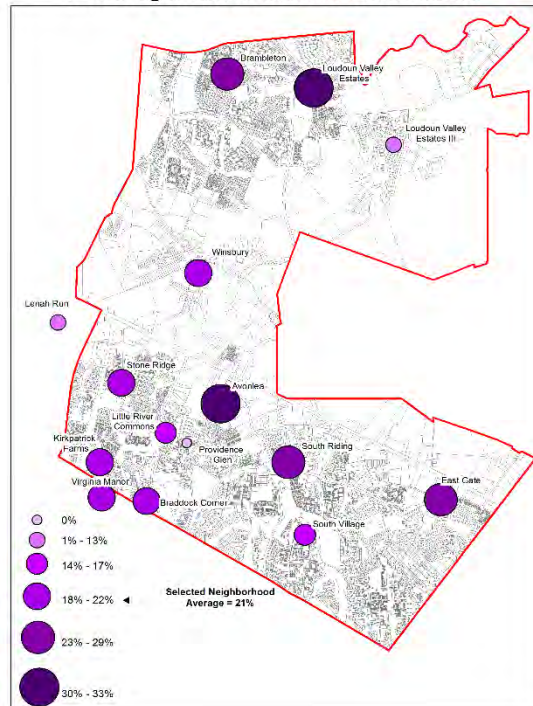 Brambleton
Loudoun Valley
Estates
Loudoun Valley
Estates III
Winsbury
Lenah Run
Stone Ridge
Avonlea
Little River
Commons
Providence
Glen
Kirkpatrick
Farms
South Riding
Virginia Manor
Braddock Corner
East Gate
South Village
0%
1% - 13%
14% - 17%
18% - 22%
Selected Neighborhood
Average = 21%
23% - 29%
30% - 33%